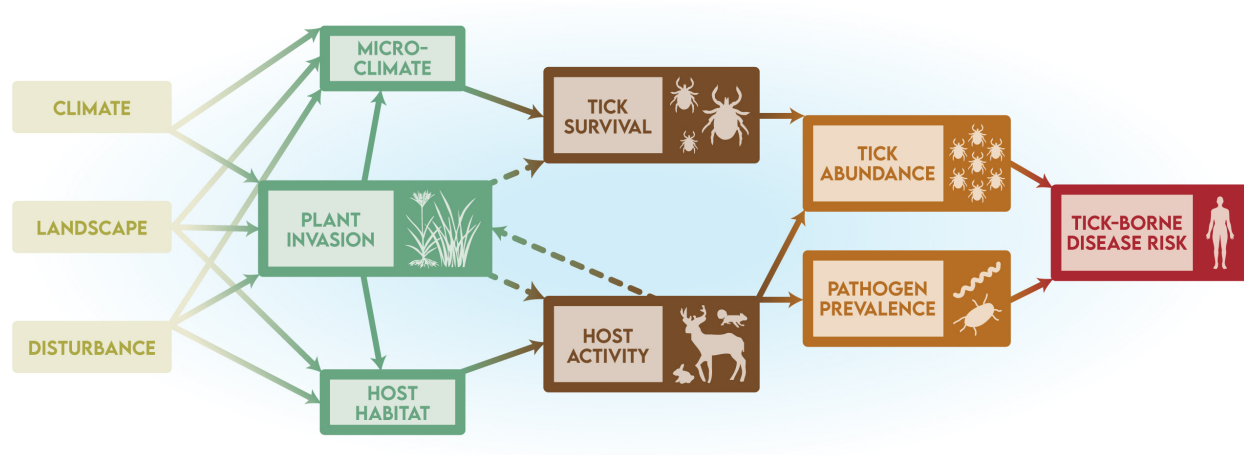 CLIMATE
LANDSCAPE
DISTURBANCE
MICRO-
CLIMATE
PLANT
INVASION
HOST
HABITAT
TICK
SURVIVAL
HOST
ACTIVITY
TICK
ABUNDANCE
PATHOGEN
PREVALENCE
TICK-BORNE
DISEASE RISK